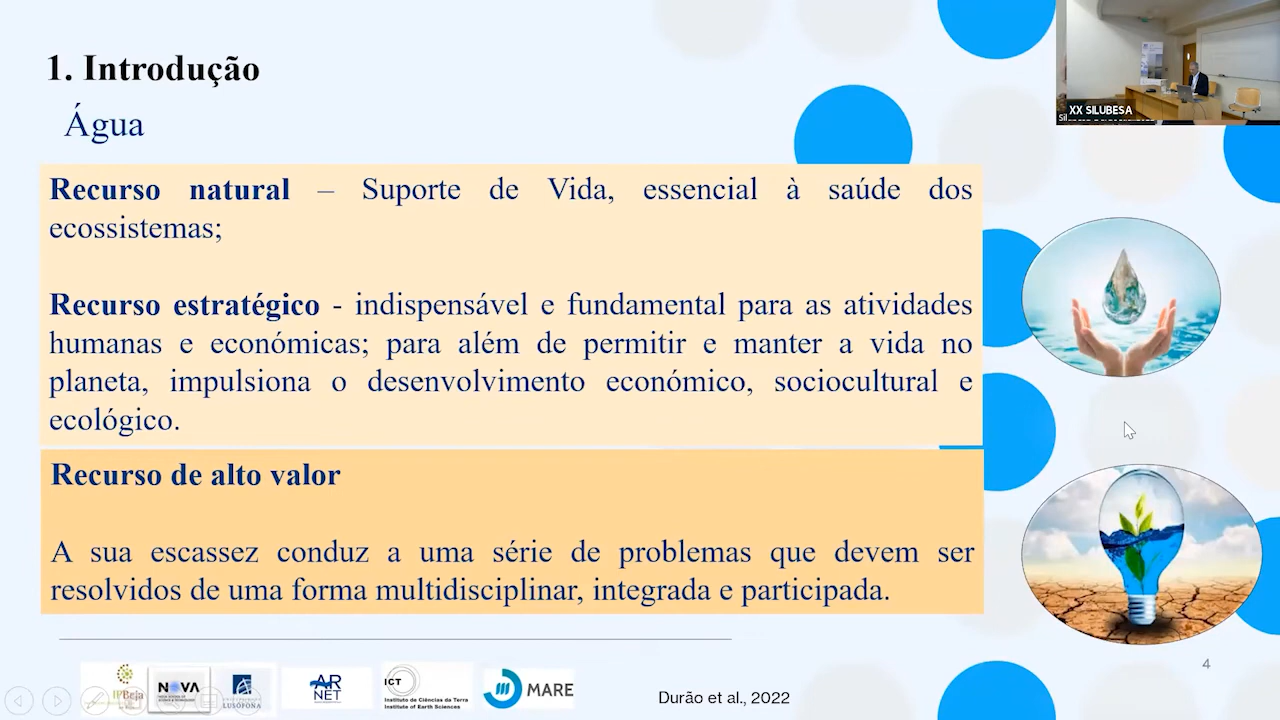 1. Introdução
Água
XX SILUBESA
Recurso natural – Suporte de Vida, essencial à saúde dos
ecossistemas;
Recurso estratégico - indispensável e fundamental para as atividades
humanas e económicas; para além de permitir e manter a vida no
planeta, impulsiona o desenvolvimento económico, sociocultural e
ecológico.
Recurso de alto valor
A sua escassez conduz a uma série de problemas que devem ser
resolvidos de uma forma multidisciplinar, integrada e participada.
4
IPBeja
NOVA
LUSÓFONA
AR
NET
ICT
Instituto de Ciências da Terra
Institute of Earth Sciences
MARE
Durão et al., 2022